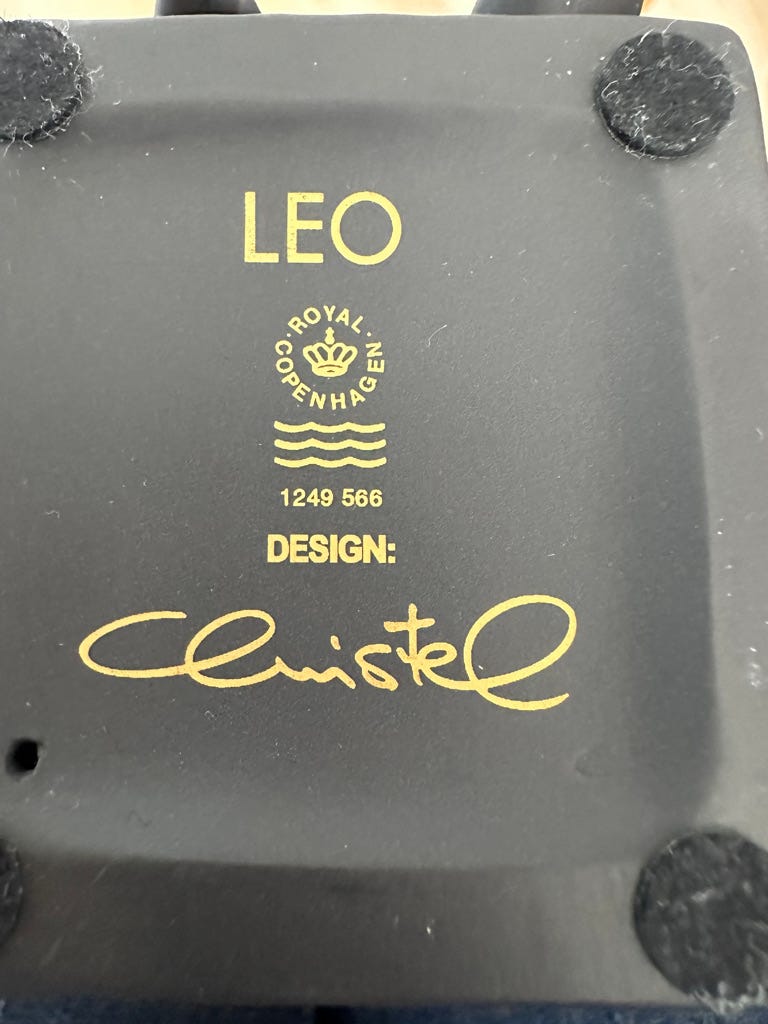 LEO
· ROYAL · COPENHAGEN
1249 566
DESIGN:
Christel